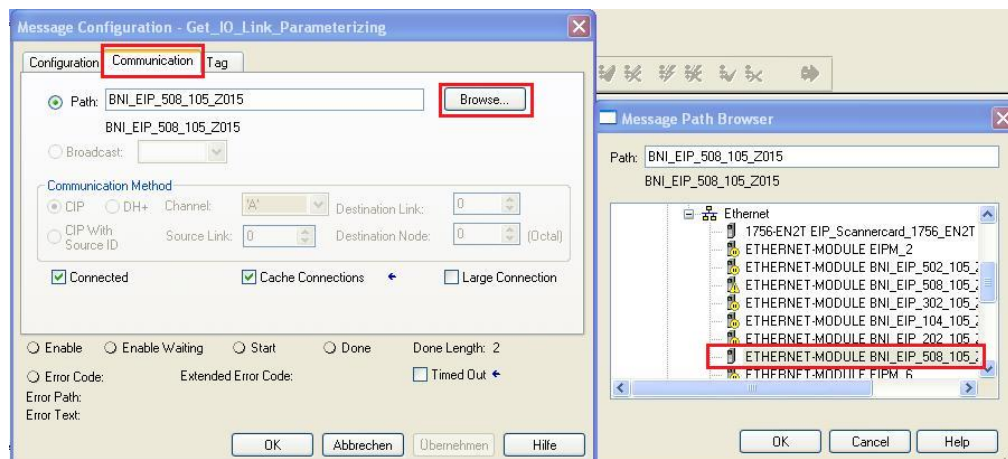 Message Configuration - Get_IO_Link_Parameterizing
Configuration Communication Tag
Path: BNI_EIP_508_105_Z015 Browse...
BNI_EIP_508_105_Z015
Broadcast:
Communication Method
CIP DH+ Channel: 'A' Destination Link: 0
CIP With Source ID Source Link: 0 Destination Node: 0 (Octal)
Connected Cache Connections Large Connection
Enable Enable Waiting Start Done Done Length: 2
Error Code: Extended Error Code: Timed Out
Error Path:
Error Text:
OK Abbrechen Übernehmen Hilfe
Message Path Browser
Path: BNI_EIP_508_105_Z015
BNI_EIP_508_105_Z015
Ethernet
1756-EN2T EIP_Scannercard_1756_EN2T
ETHERNET-MODULE EIPM_2
ETHERNET-MODULE BNI_EIP_502_105_
ETHERNET-MODULE BNI_EIP_508_105_
ETHERNET-MODULE BNI_EIP_302_105_
ETHERNET-MODULE BNI_EIP_104_105_
ETHERNET-MODULE BNI_EIP_202_105_
ETHERNET-MODULE BNI_EIP_508_105_
ETHERNET-MODULE EIPM_6
OK Cancel Help